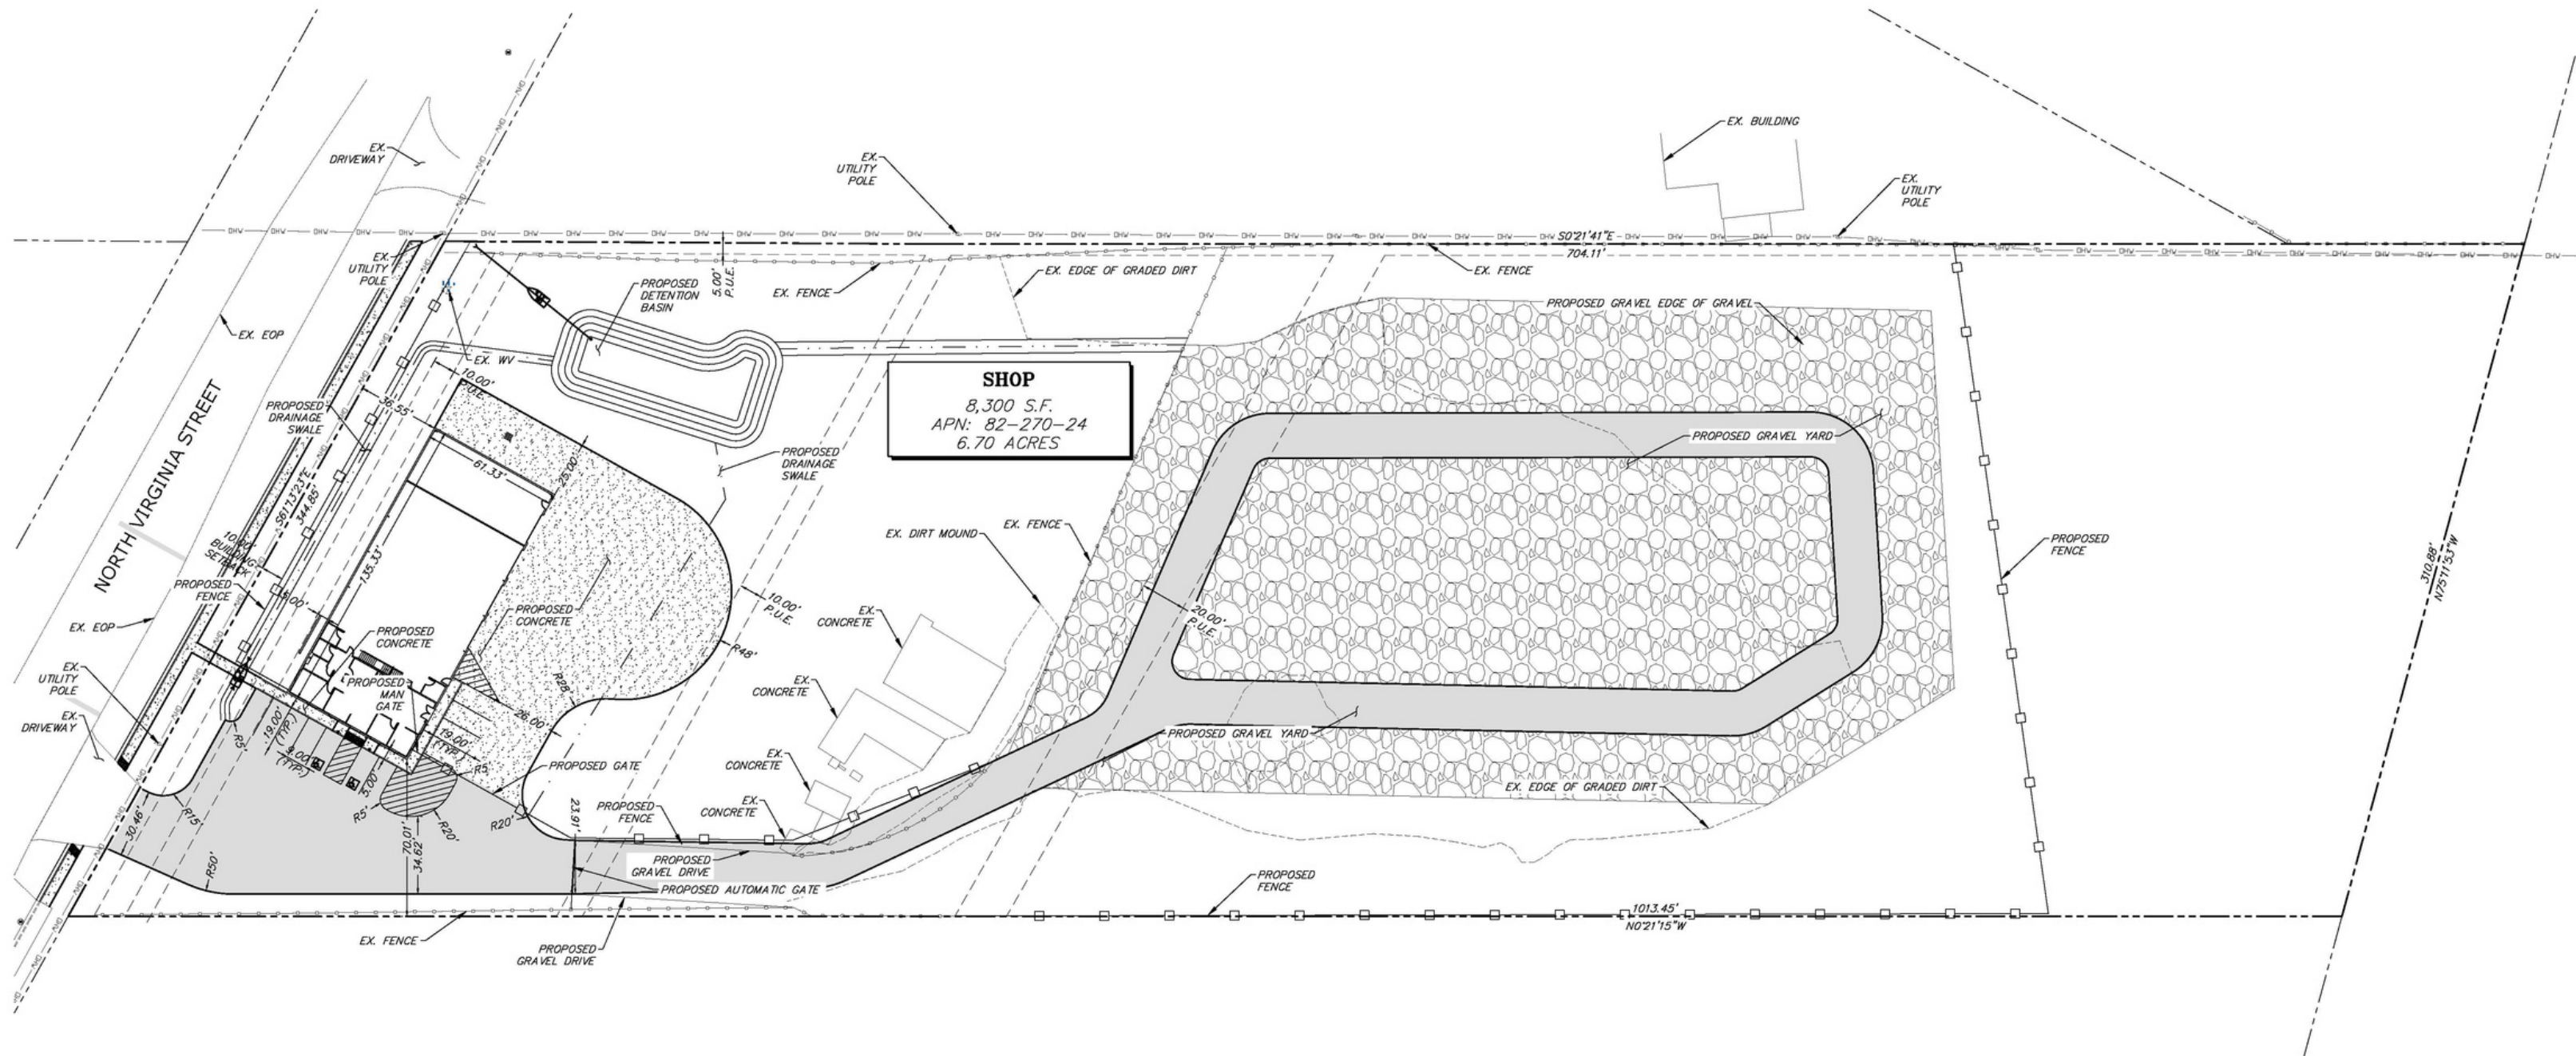 EX.
DRIVEWAY
EX.
UTILITY
POLE
EX. BUILDING
EX.
UTILITY
POLE
S0°21'41"E
704.11'
EX.
UTILITY
POLE
5.00'
P.U.E.
EX. FENCE
EX. EDGE OF GRADED DIRT
EX. FENCE
PROPOSED
DETENTION
BASIN
PROPOSED GRAVEL EDGE OF GRAVEL
EX. EOP
EX. WV
10.00'
P.U.E.
36.55'
SHOP
8,300 S.F.
APN: 82-270-24
6.70 ACRES
PROPOSED
DRAINAGE
SWALE
NORTH VIRGINIA STREET
S61°13'23"E
344.85'
61.33'
25.00'
PROPOSED
DRAINAGE
SWALE
PROPOSED GRAVEL YARD
10.00'
BUILDING
SETBACK
135.33'
EX. DIRT MOUND
EX. FENCE
PROPOSED
FENCE
310.88'
N75°11'53"W
PROPOSED
FENCE
PROPOSED
CONCRETE
10.00'
P.U.E.
20.00'
P.U.E.
EX. EOP
PROPOSED
CONCRETE
EX.
CONCRETE
R48'
EX.
UTILITY
POLE
PROPOSED
MAN
GATE
R28'
EX.
CONCRETE
EX.
DRIVEWAY
R5'
19.00'
(TYP.)
9.00'
(TYP.)
26.00'
19.00'
(TYP.
R5'
PROPOSED GRAVEL YARD
EX.
CONCRETE
PROPOSED GATE
5.00'
EX. EDGE OF GRADED DIRT
30.46'
R15'
R5'
R20'
R20'
23.91'
PROPOSED
FENCE
EX.
CONCRETE
R50'
70.01'
34.62'
PROPOSED
GRAVEL DRIVE
PROPOSED AUTOMATIC GATE
PROPOSED
FENCE
1013.45'
N0°21'15"W
EX. FENCE
PROPOSED
GRAVEL DRIVE